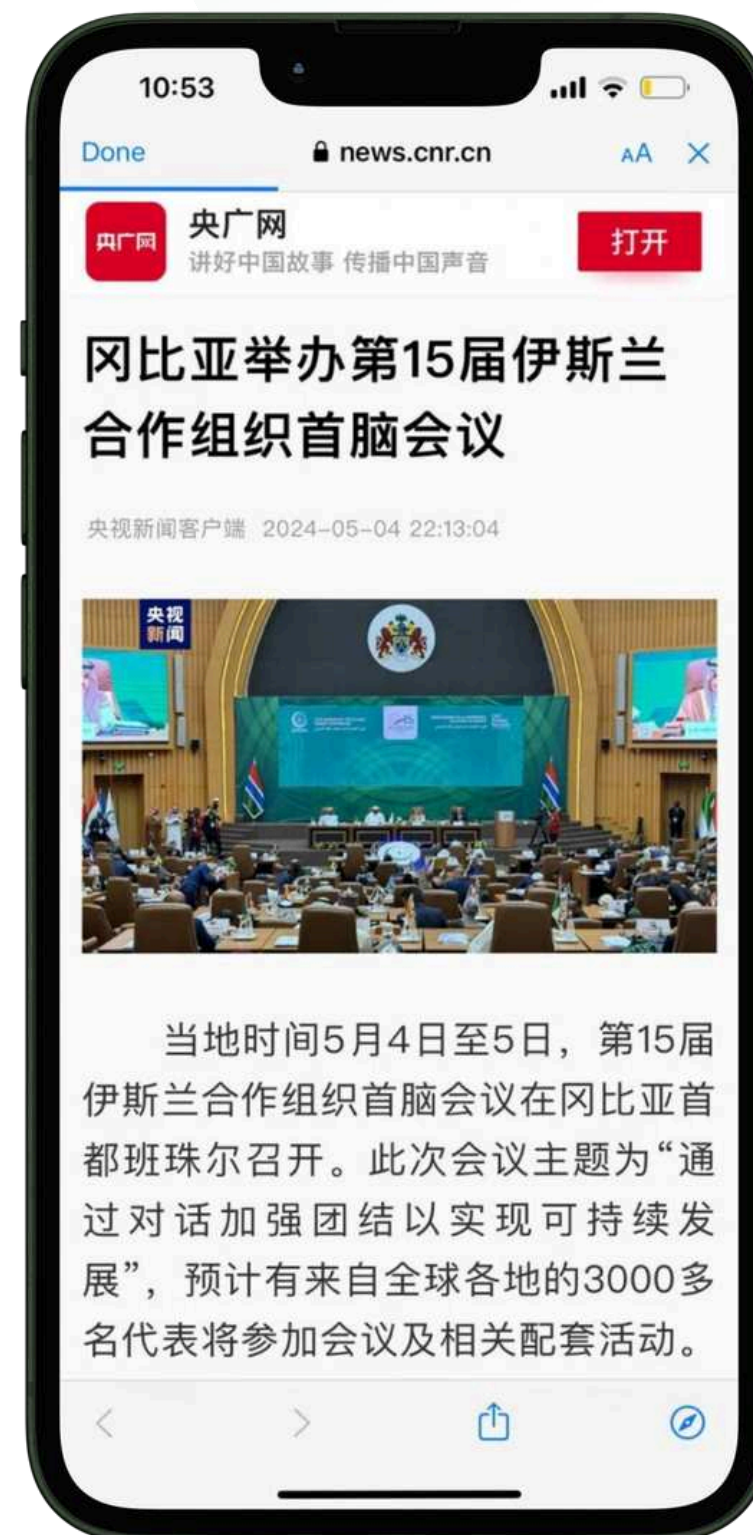 10:53
Done
news.cnr.cn
AA
央广网
央广网
讲好中国故事 传播中国声音
打开
冈比亚举办第15届伊斯兰
合作组织首脑会议
央视新闻客户端 2024-05-04 22:13:04
央视
新闻
当地时间5月4日至5日，第15届
伊斯兰合作组织首脑会议在冈比亚首
都班珠尔召开。此次会议主题为“通
过对话加强团结以实现可持续发
展”，预计有来自全球各地的3000多
名代表将参加会议及相关配套活动。